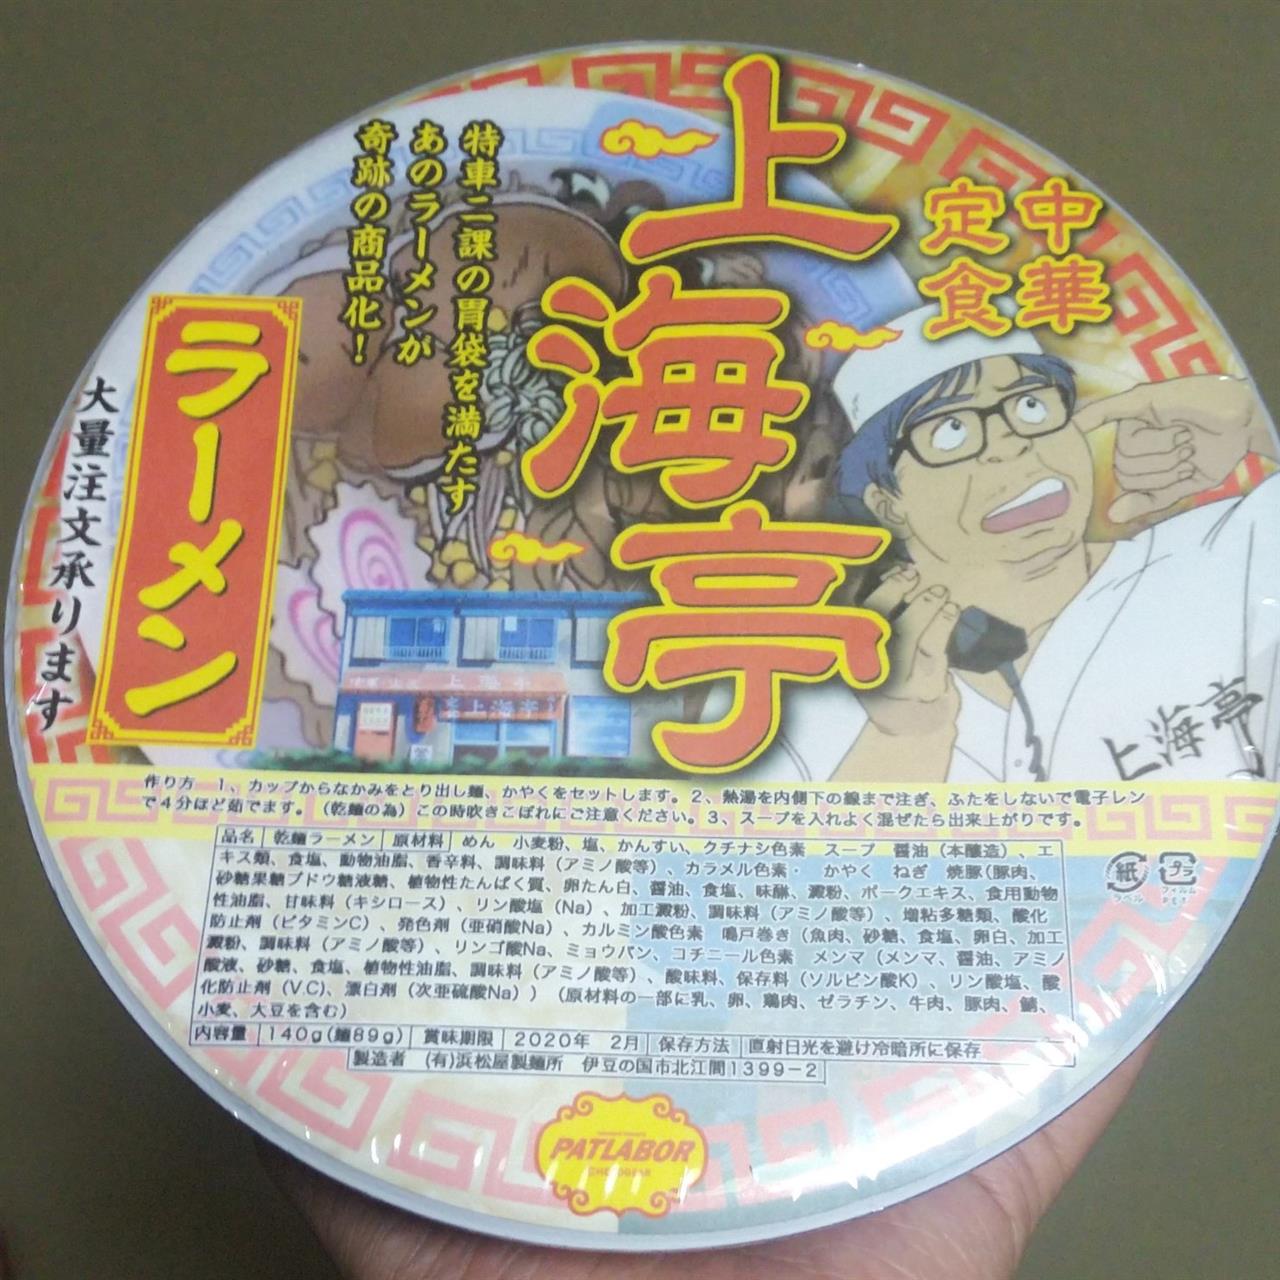 中華
定食
上海亭
特車二課の胃袋を満たす
あのラーメンが
奇跡の商品化！
ラーメン
大量注文承ります
上海亭
上海亭
上海亭
作り方　1、カップからなかみをとり出し麺、かやくをセットします。2、熱湯を内側下の線まで注ぎ、ふたをしないで電子レン
で4分ほど茹でます。（乾麺の為）この時吹きこぼれにご注意ください。3、スープを入れよく混ぜたら出来上がりです。
品名　乾麺ラーメン　原材料　めん　小麦粉、塩、かんすい、クチナシ色素　スープ　醤油（本醸造）、エ
キス類、食塩、動物油脂、香辛料、調味料（アミノ酸等）、カラメル色素・　かやく　ねぎ　焼豚（豚肉、
砂糖果糖ブドウ糖液糖、植物性たんぱく質、卵たん白、醤油、食塩、味醂、澱粉、ポークエキス、食用動物
性油脂、甘味料（キシロース）、リン酸塩（Na）、加工澱粉、調味料（アミノ酸等）、増粘多糖類、酸化
防止剤（ビタミンC）、発色剤（亜硝酸Na）、カルミン酸色素　鳴戸巻き（魚肉、砂糖、食塩、卵白、加工
澱粉、調味料（アミノ酸等）、リンゴ酸Na、ミョウバン、コチニール色素　メンマ（メンマ、醤油、アミノ
酸液、砂糖、食塩、植物性油脂、調味料（アミノ酸等）、酸味料、保存料（ソルビン酸K）、リン酸塩、酸
化防止剤（V.C）、漂白剤（次亜硫酸Na））（原材料の一部に乳、卵、鶏肉、ゼラチン、牛肉、豚肉、鯖、
小麦、大豆を含む）
内容量　140g(麺89g)　賞味期限　2020年　2月　保存方法　直射日光を避け冷暗所に保存
製造者　(有)浜松屋製麺所　伊豆の国市北江間1399-2
紙
ラベル
プラ
フィルム
PATLABOR